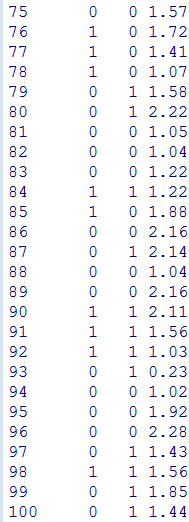 75 0 0 1.57
76 1 0 1.72
77 1 0 1.41
78 1 0 1.07
79 0 1 1.58
80 0 1 2.22
81 0 0 1.05
82 0 0 1.04
83 0 0 1.22
84 1 1 1.22
85 1 0 1.88
86 0 0 2.16
87 0 1 2.14
88 0 0 1.04
89 0 0 2.16
90 1 1 2.11
91 1 1 1.56
92 1 1 1.03
93 0 1 0.23
94 0 0 1.02
95 0 0 1.92
96 0 0 2.28
97 0 1 1.43
98 1 1 1.56
99 0 1 1.85
100 0 1 1.44